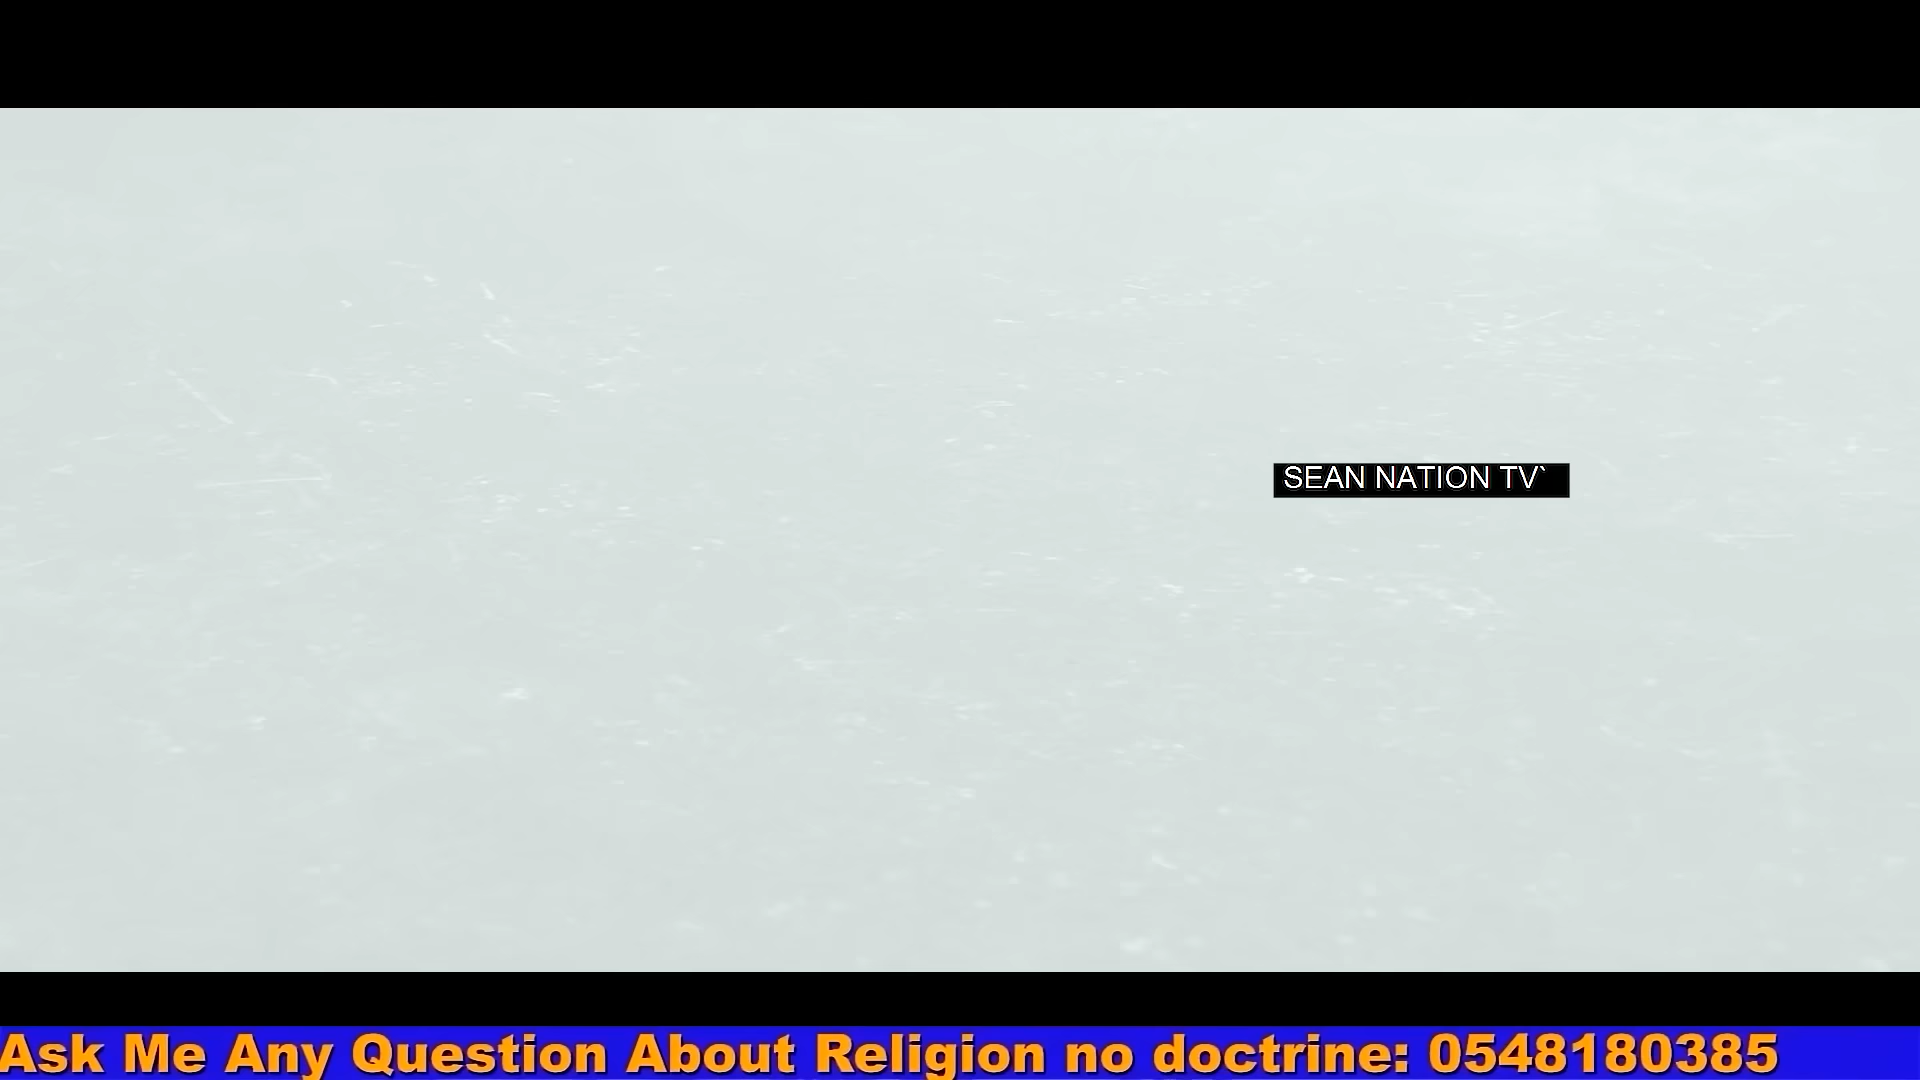 SEAN NATION TV`
Ask Me Any Question About Religion no doctrine: 0548180385